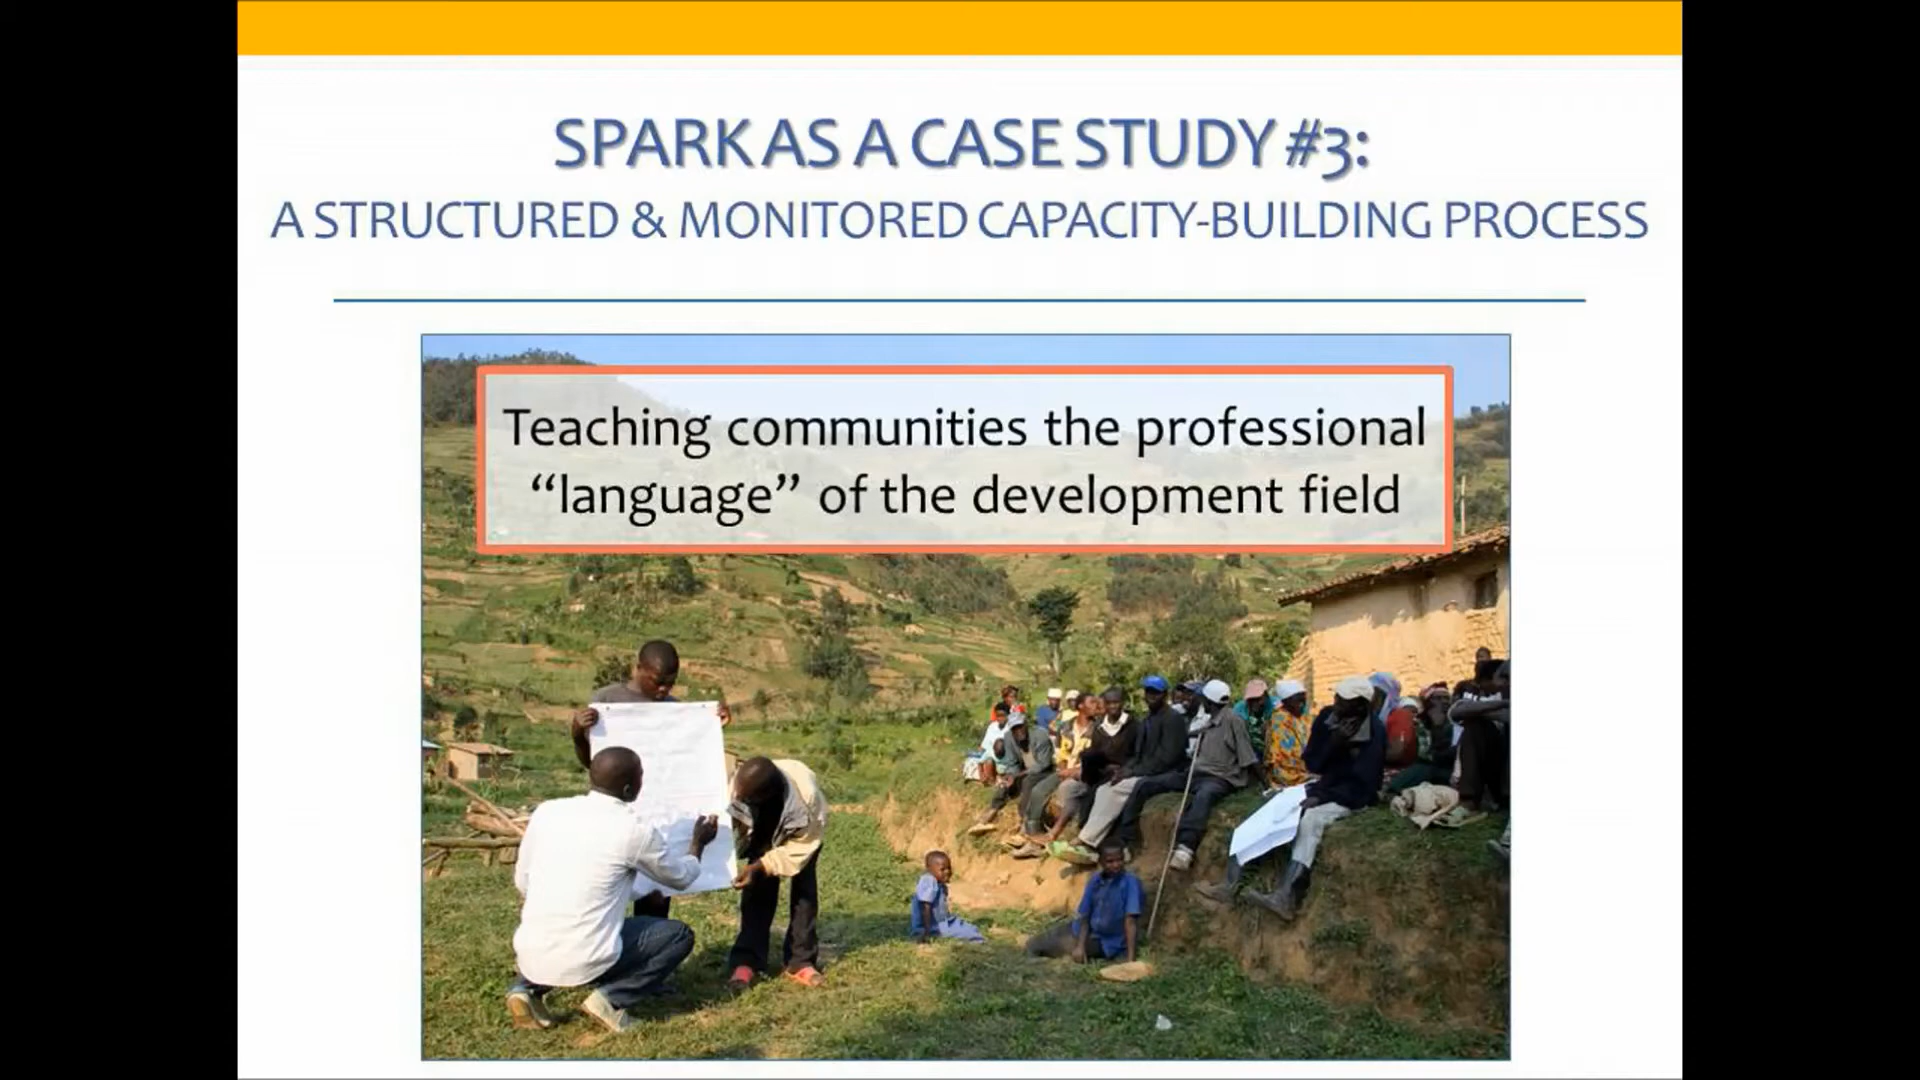 SPARK AS A CASE STUDY #3:
A STRUCTURED & MONITORED CAPACITY-BUILDING PROCESS
Teaching communities the professional
“language” of the development field